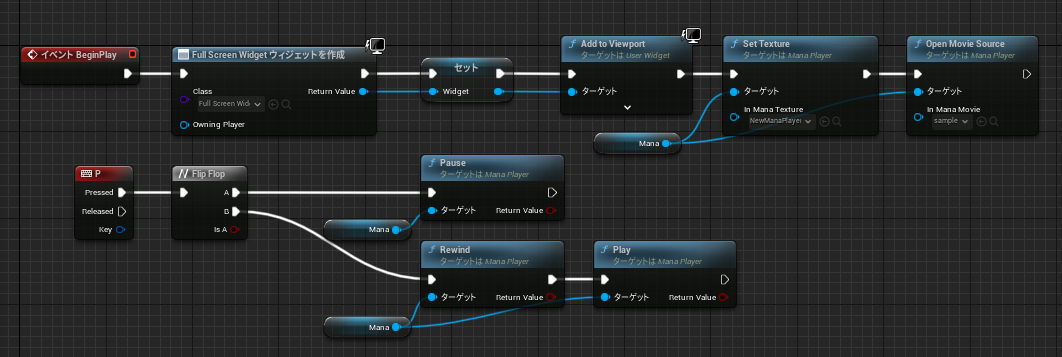 イベント BeginPlay
Full Screen Widget ウィジェットを作成
Class
Full Screen Wid
Return Value
Owning Player
セット
Widget
Add to Viewport
ターゲットは User Widget
ターゲット
Set Texture
ターゲットは Mana Player
ターゲット
In Mana Texture
NewManaPlayer
Open Movie Source
ターゲットは Mana Player
ターゲット
In Mana Movie
sample
Mana
P
Pressed
Released
Key
Flip Flop
A
B
Is A
Pause
ターゲットは Mana Player
ターゲット
Return Value
Mana
Rewind
ターゲットは Mana Player
ターゲット
Return Value
Play
ターゲットは Mana Player
ターゲット
Return Value
Mana